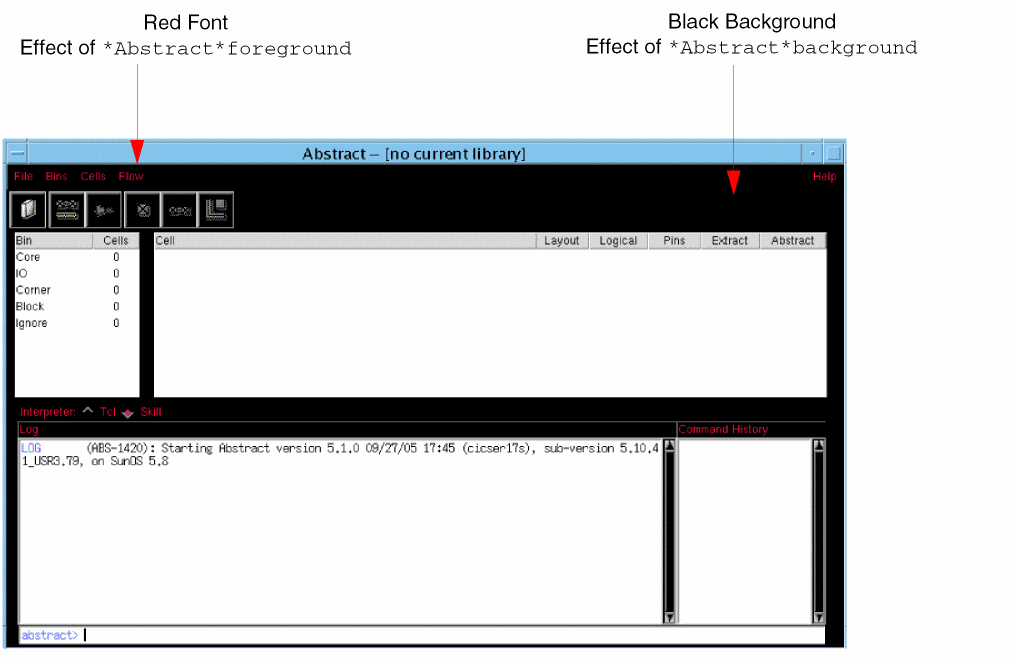 Red Font
Effect of *Abstract*foreground
Black Background
Effect of *Abstract*background
Abstract – [no current library]
File Bins Cells Flow Help
Bin Cells Cell Layout Logical Pins Extract Abstract
Core 0
IO 0
Corner 0
Block 0
Ignore 0
Interpreter: Tcl Skill
Log Command History
LOG (ABS-1420): Starting Abstract version 5.1.0 09/27/05 17:45 (cicser17s), sub-version 5.10.4
1_USR3.79, on SunOS 5.8
abstract>